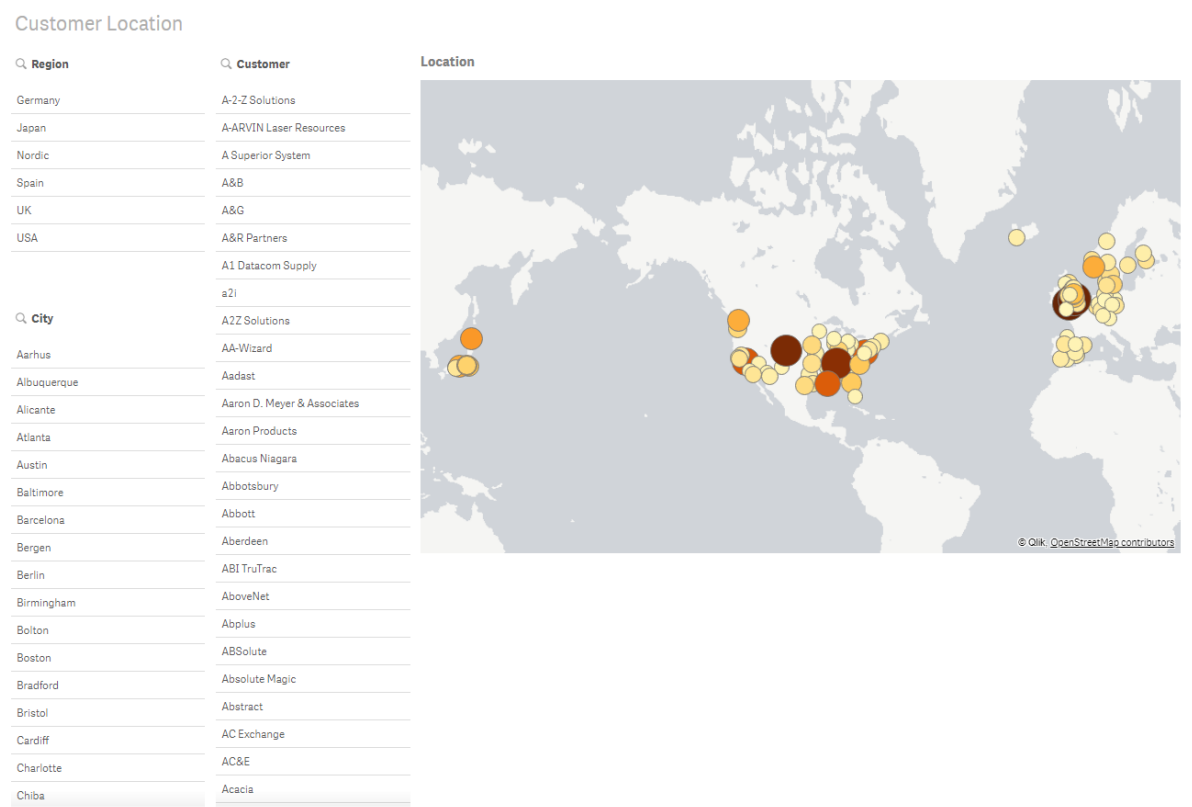 Customer Location
Region
Germany
Japan
Nordic
Spain
UK
USA
City
Aarhus
Albuquerque
Alicante
Atlanta
Austin
Baltimore
Barcelona
Bergen
Berlin
Birmingham
Bolton
Boston
Bradford
Bristol
Cardiff
Charlotte
Chiba
Customer
A-2-Z Solutions
A-ARVIN Laser Resources
A Superior System
A&B
A&G
A&R Partners
A1 Datacom Supply
a2i
A2Z Solutions
AA-Wizard
Aadast
Aaron D. Meyer & Associates
Aaron Products
Abacus Niagara
Abbotsbury
Abbott
Aberdeen
ABI TruTrac
AboveNet
Abplus
ABSolute
Absolute Magic
Abstract
AC Exchange
AC&E
Acacia
Location
© Qlik, OpenStreetMap contributors